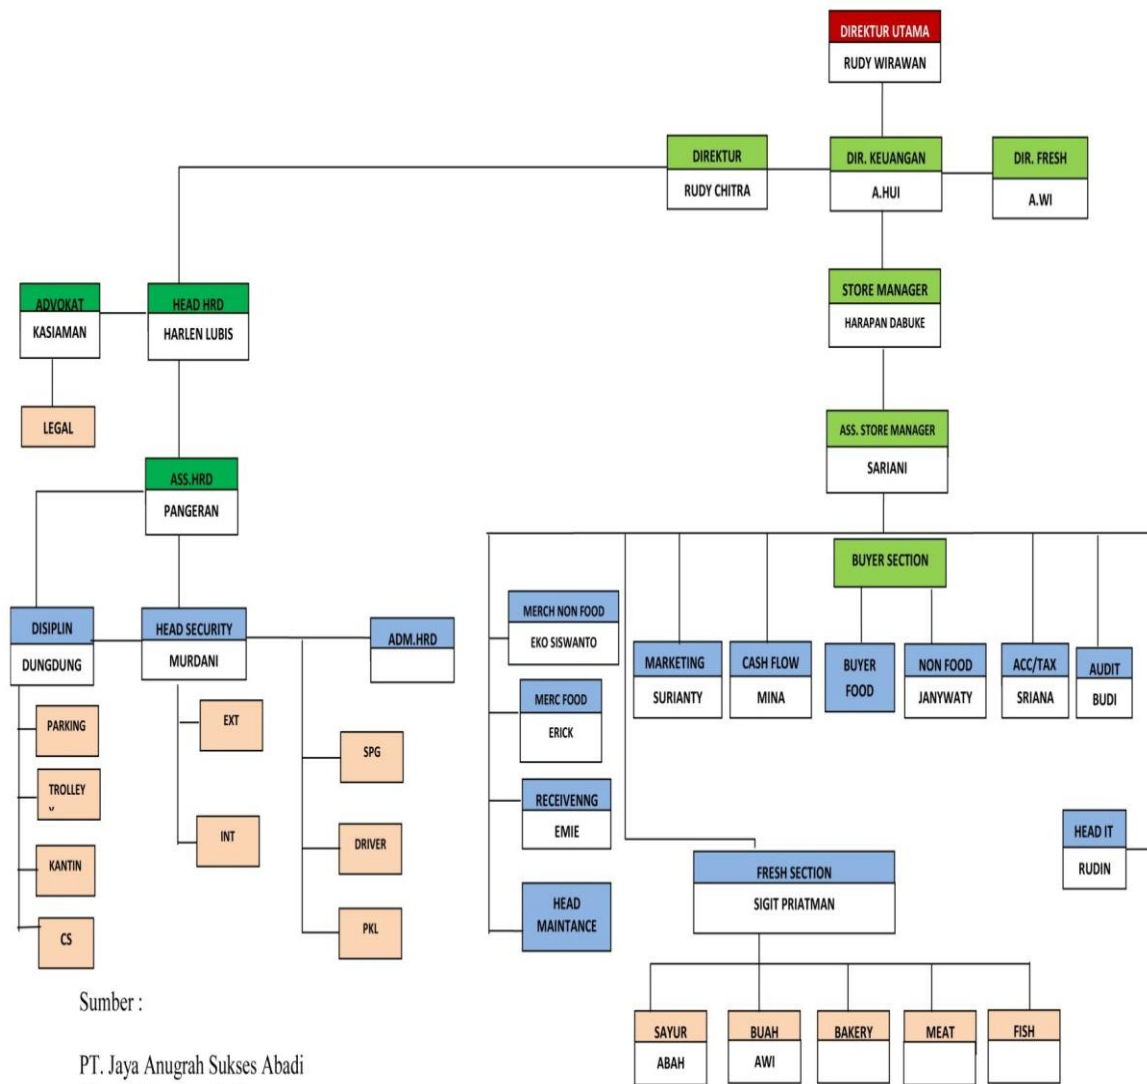 DIREKTUR UTAMA
RUDY WIRAWAN
DIREKTUR
RUDY CHITRA
DIR. KEUANGAN
A.HUI
DIR. FRESH
A.WI
ADVOKAT
KASIAMAN
HEAD HRD
HARLEN LUBIS
STORE MANAGER
HARAPAN DABUKE
LEGAL
ASS. STORE MANAGER
SARIANI
ASS.HRD
PANGERAN
BUYER SECTION
DISIPLIN
DUNGDUNG
HEAD SECURITY
MURDANI
ADM.HRD
MERCH NON FOOD
EKO SISWANTO
MARKETING
SURIANTY
CASH FLOW
MINA
BUYER
FOOD
NON FOOD
JANYWATY
ACC/TAX
SRIANA
AUDIT
BUDI
PARKING
TROLLEY
KANTIN
CS
EXT
INT
SPG
DRIVER
PKL
MERC FOOD
ERICK
RECEIVENNG
EMIE
HEAD
MAINTANCE
HEAD IT
RUDIN
FRESH SECTION
SIGIT PRIATMAN
SAYUR
ABAH
BUAH
AWI
BAKERY
MEAT
FISH
Sumber :
PT. Jaya Anugrah Sukses Abadi